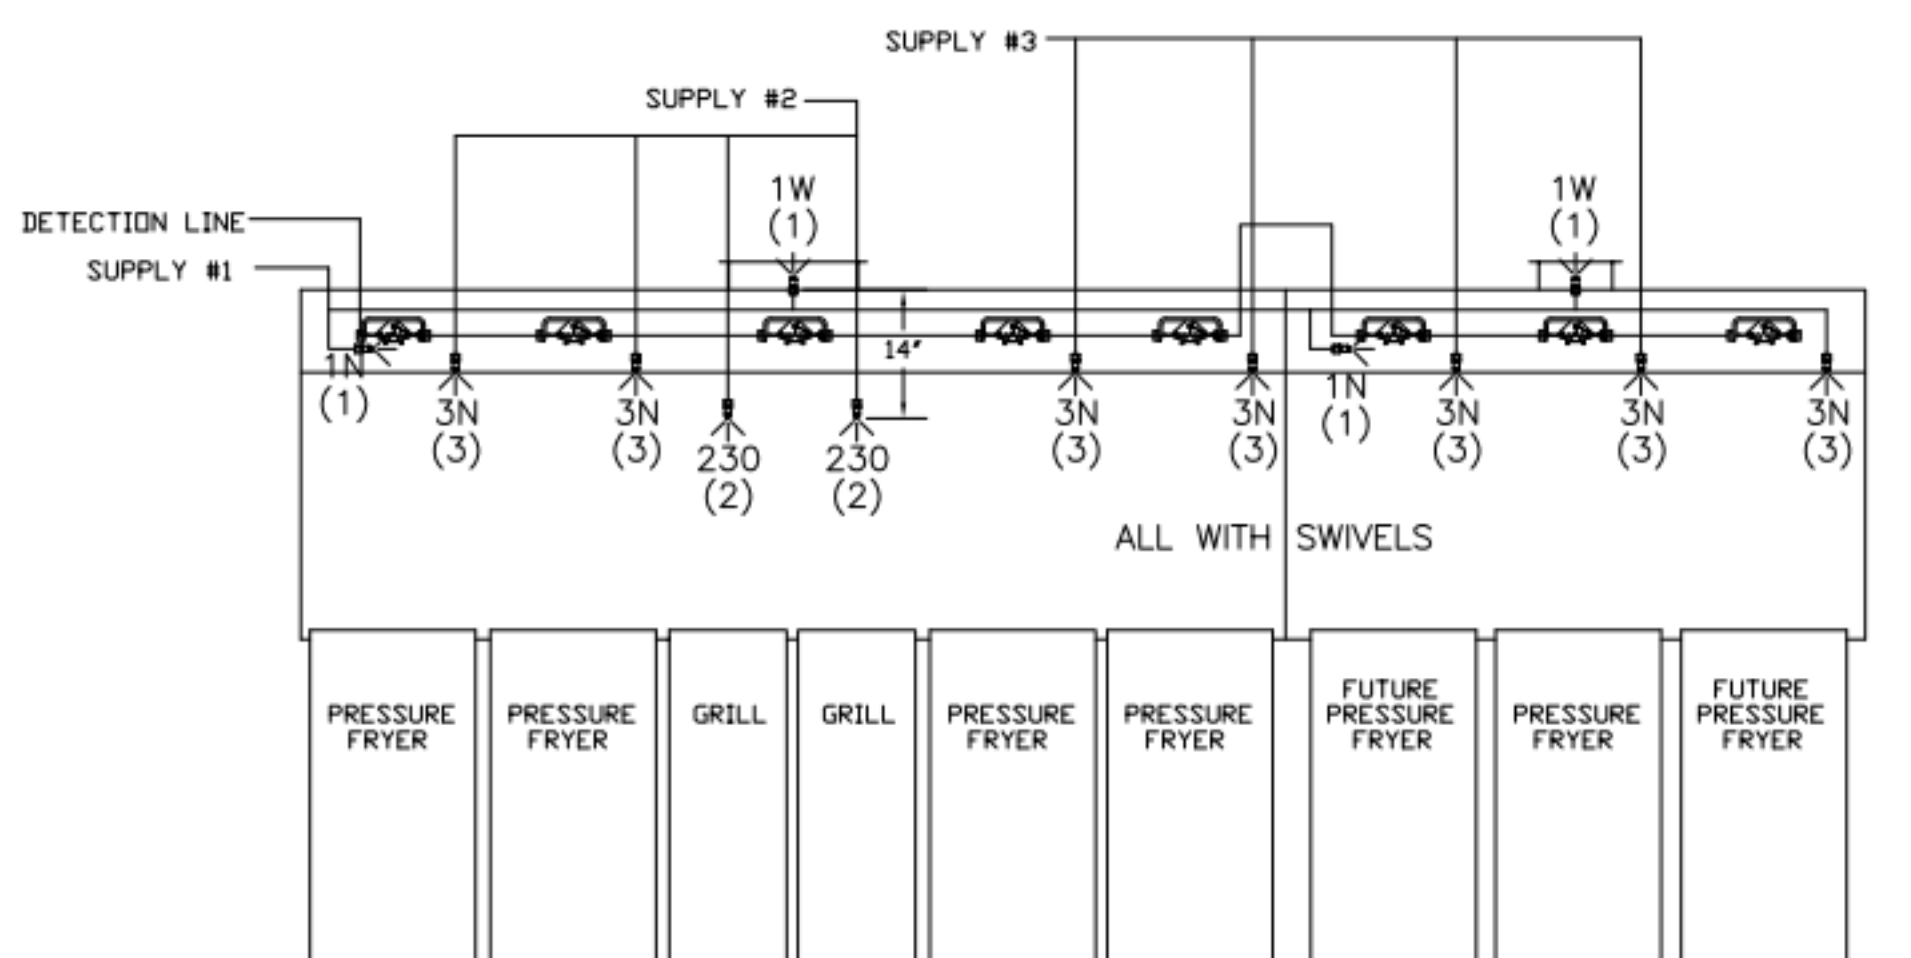 SUPPLY #3
SUPPLY #2
1W
(1)
1W
(1)
DETECTION LINE
SUPPLY #1
14"
1N
(1)
3N
(3)
3N
(3)
230
(2)
230
(2)
3N
(3)
3N
(3)
1N
(1)
3N
(3)
3N
(3)
3N
(3)
ALL WITH SWIVELS
PRESSURE
FRYER
PRESSURE
FRYER
GRILL
GRILL
PRESSURE
FRYER
PRESSURE
FRYER
FUTURE
PRESSURE
FRYER
PRESSURE
FRYER
FUTURE
PRESSURE
FRYER